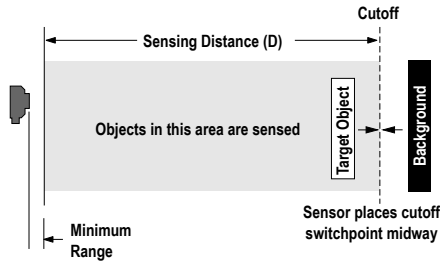 Cutoff
Sensing Distance (D)
Objects in this area are sensed
Target Object
Background
Sensor places cutoff
switchpoint midway
Minimum
Range